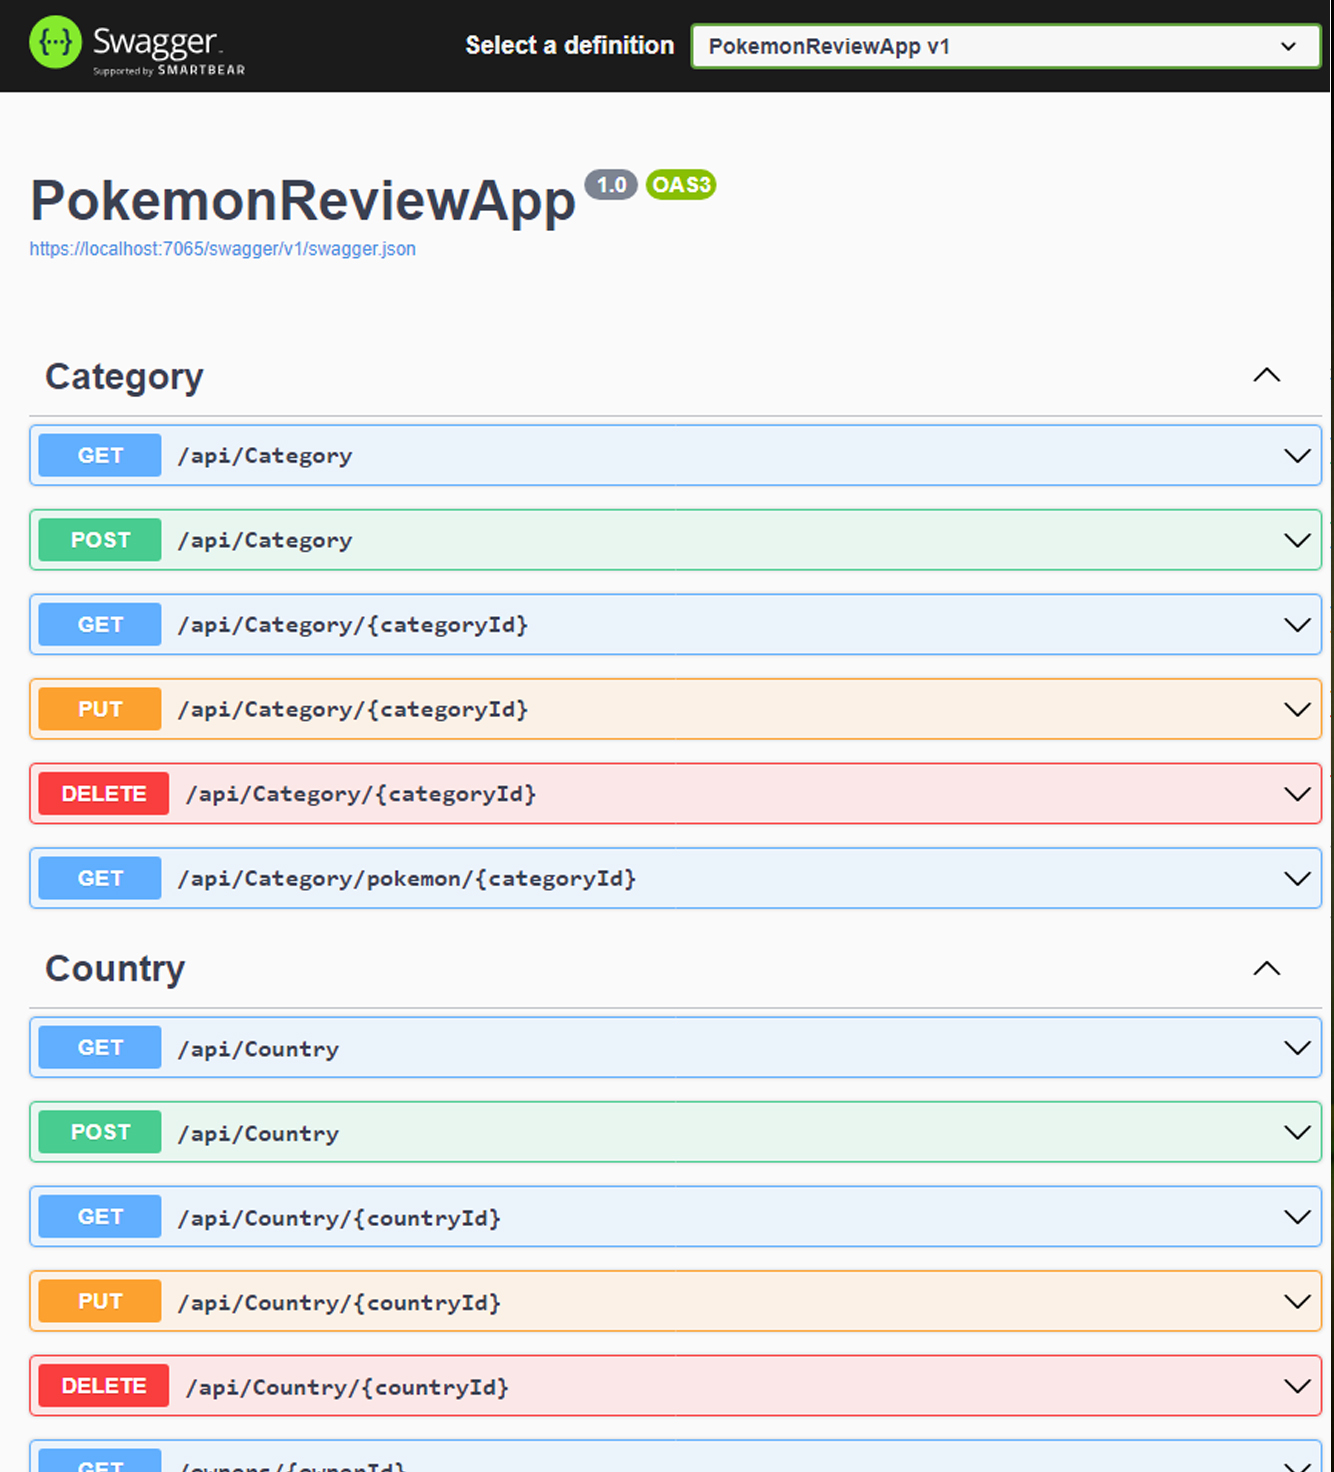 Swagger
Supported by SMARTBEAR
Select a definition
PokemonReviewApp v1
PokemonReviewApp 1.0 OAS3
https://localhost:7065/swagger/v1/swagger.json
Category
GET /api/Category
POST /api/Category
GET /api/Category/{categoryId}
PUT /api/Category/{categoryId}
DELETE /api/Category/{categoryId}
GET /api/Category/pokemon/{categoryId}
Country
GET /api/Country
POST /api/Country
GET /api/Country/{countryId}
PUT /api/Country/{countryId}
DELETE /api/Country/{countryId}
GET /owners/{ownerId}